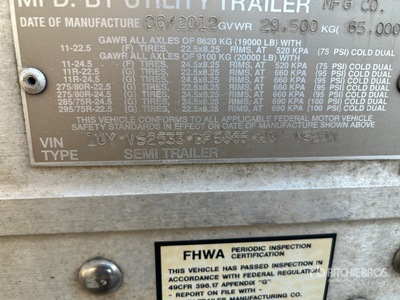 MFD. BY UTILITY TRAILER MFG CO.
DATE OF MANUFACTURE 06/2012 GVWR 29,500 KG( 65,000
GAWR ALL AXLES OF 8620 KG (19000 LB) WITH
11-22.5 (F) TIRES, 22.5x8.25 RIMS, AT 520 KPA (75 PSI) COLD DUAL
GAWR ALL AXLES OF 9100 KG (20000 LB) WITH
11-24.5 (F) TIRES, 24.5x8.25 RIMS, AT 520 KPA (75 PSI) COLD DUAL
11R-22.5 (G) TIRES, 22.5x8.25 RIMS, AT 660 KPA (95 PSI) COLD DUAL
11R-24.5 (G) TIRES, 24.5x8.25 RIMS, AT 660 KPA (95 PSI) COLD DUAL
275/80R-22.5 (G) TIRES, 22.5x8.25 RIMS, AT 660 KPA (95 PSI) COLD DUAL
275/80R-24.5 (G) TIRES, 24.5x8.25 RIMS, AT 660 KPA (95 PSI) COLD DUAL
285/75R-24.5 (G) TIRES, 24.5x8.25 RIMS, AT 660 KPA (95 PSI) COLD DUAL
295/75R-22.5 (G) TIRES, 22.5x8.25 RIMS, AT 690 KPA (100 PSI) COLD DUAL
THIS VEHICLE CONFORMS TO ALL APPLICABLE FEDERAL MOTOR VEHICLE
SAFETY STANDARDS IN EFFECT ON THE DATE OF MANUFACTURE SHOWN ABOVE
VIN
TYPE SEMI TRAILER
FHWA PERIODIC INSPECTION
CERTIFICATION
THIS VEHICLE HAS PASSED INSPECTION IN
ACCORDANCE WITH FEDERAL REGULATION
49CFR 396.17 APPENDIX "G"
- REPORT ON FILE WITH -
TRAILER MANUFACTURING CO.
RITCHIE BROS.